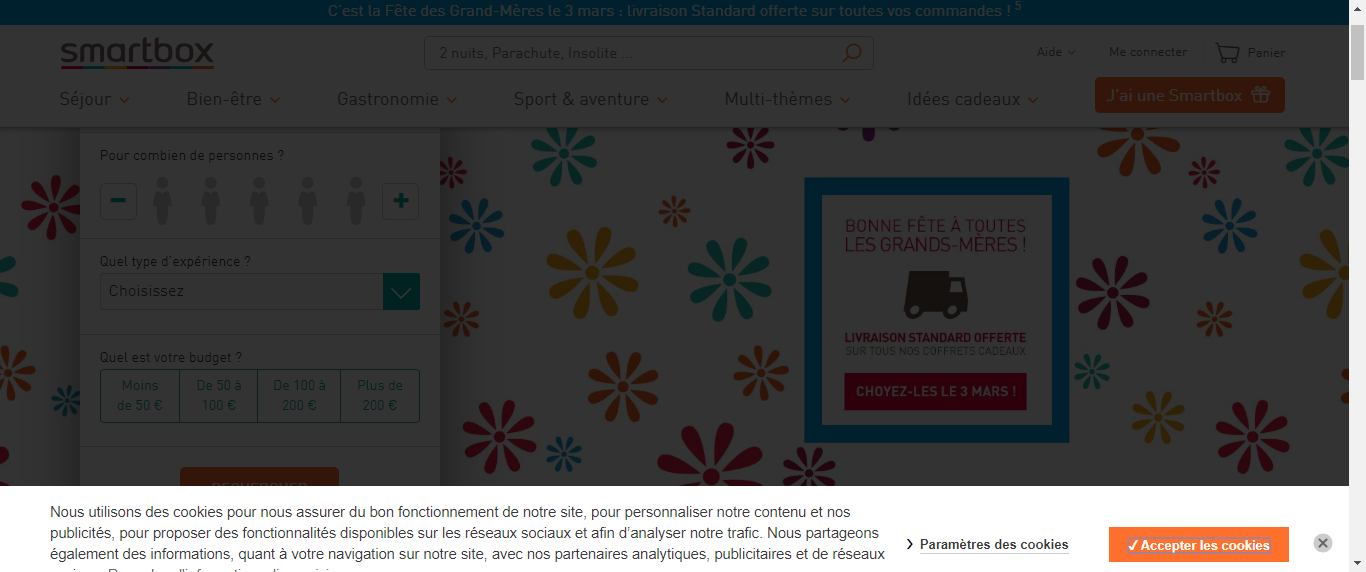 C'est la Fête des Grand-Mères le 3 mars : livraison Standard offerte sur toutes vos commandes ! 5
smartbox
2 nuits, Parachute, Insolite ...
Aide
Me connecter
Panier
Séjour
Bien-être
Gastronomie
Sport & aventure
Multi-thèmes
Idées cadeaux
J'ai une Smartbox
Pour combien de personnes ?
Quel type d'expérience ?
Choisissez
Quel est votre budget ?
Moins
de 50 €
De 50 à
100 €
De 100 à
200 €
Plus de
200 €
RECHERCHER
BONNE FÊTE À TOUTES
LES GRANDS-MÈRES !
LIVRAISON STANDARD OFFERTE
SUR TOUS NOS COFFRETS CADEAUX
CHOYEZ-LES LE 3 MARS !
Nous utilisons des cookies pour nous assurer du bon fonctionnement de notre site, pour personnaliser notre contenu et nos
publicités, pour proposer des fonctionnalités disponibles sur les réseaux sociaux et afin d'analyser notre trafic. Nous partageons
également des informations, quant à votre navigation sur notre site, avec nos partenaires analytiques, publicitaires et de réseaux
Paramètres des cookies
✓ Accepter les cookies